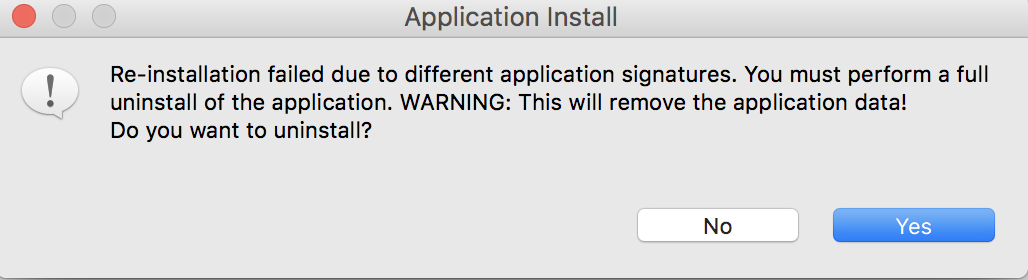 Application Install
Re-installation failed due to different application signatures. You must perform a full
uninstall of the application. WARNING: This will remove the application data!
Do you want to uninstall?
No
Yes